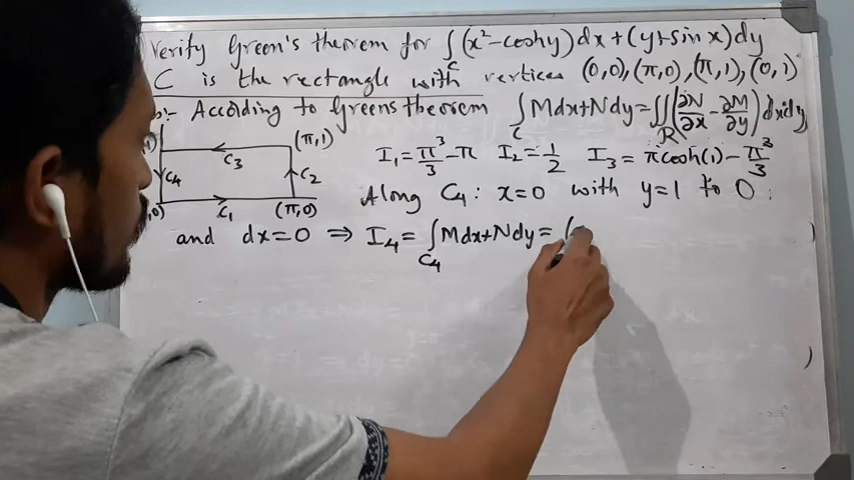 Verify Green's theorem for ∫_C (x²-coshy)dx+(y+sinx)dy
C is the rectangle with vertices (0,0),(π,0),(π,1),(0,1)
According to Greens theorem ∫_C Mdx+Ndy=∬_R(∂N/∂x-∂M/∂y)dxdy
(π,1)
C₃
C₄
C₂
C₁
(π,0)
I₁=π³/3-π I₂=1/2 I₃=πcosh(1)-π³/3
Along C₄: x=0 with y=1 to 0
and dx=0 ⇒ I₄=∫_C₄ Mdx+Ndy=